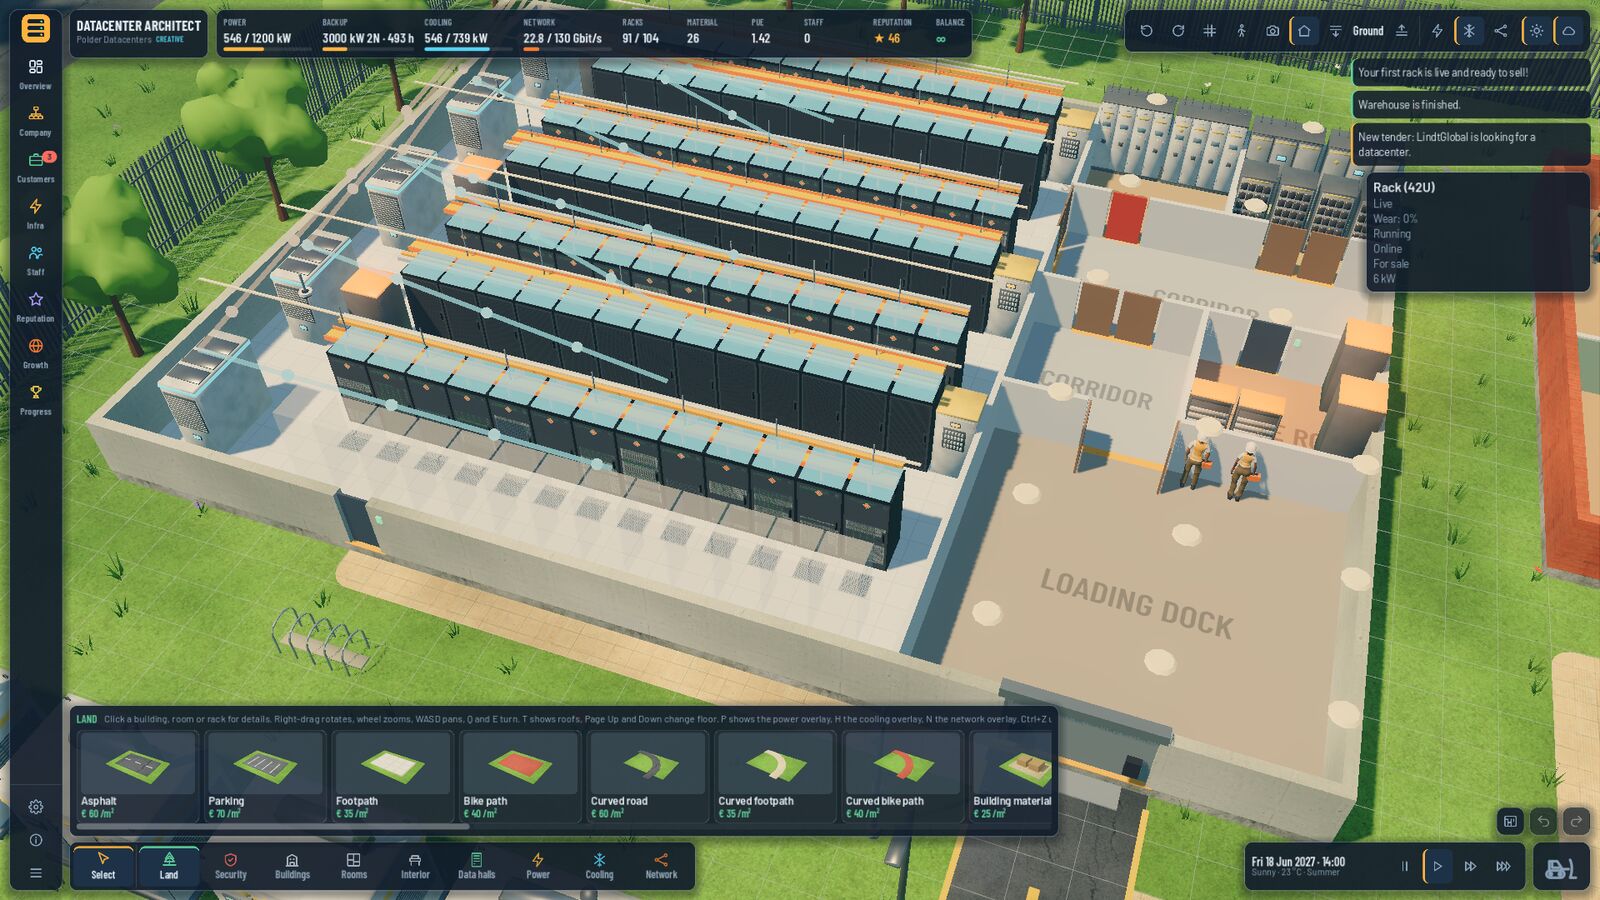 DATACENTER ARCHITECT
Polder Datacenters CREATIVE
POWER
546 / 1200 kW
BACKUP
3000 kW 2N · 493 h
COOLING
546 / 739 kW
NETWORK
22.8 / 130 Gbit/s
RACKS
91 / 104
MATERIAL
26
PUE
1.42
STAFF
0
REPUTATION
★ 46
BALANCE
∞
Ground
Your first rack is live and ready to sell!
Warehouse is finished.
New tender: LindtGlobal is looking for a
datacenter.
Rack (42U)
Live
Wear: 0%
Running
Online
For sale
6 kW
Overview
Company
3
Customers
Infra
Staff
Reputation
Growth
Progress
CORRIDOR
CORRIDOR
LOADING DOCK
LAND Click a building, room or rack for details. Right-drag rotates, wheel zooms, WASD pans, Q and E turn. T shows roofs, Page Up and Down change floor. P shows the power overlay, H the cooling overlay, N the network overlay. Ctrl+Z
Asphalt
€ 60 /m²
Parking
€ 70 /m²
Footpath
€ 35 /m²
Bike path
€ 40 /m²
Curved road
€ 60 /m²
Curved footpath
€ 35 /m²
Curved bike path
€ 40 /m²
Building material
€ 25 /m²
Select
Land
Security
Buildings
Rooms
Interior
Data halls
Power
Cooling
Network
Fri 18 Jun 2027 · 14:00
Sunny · 23 °C · Summer